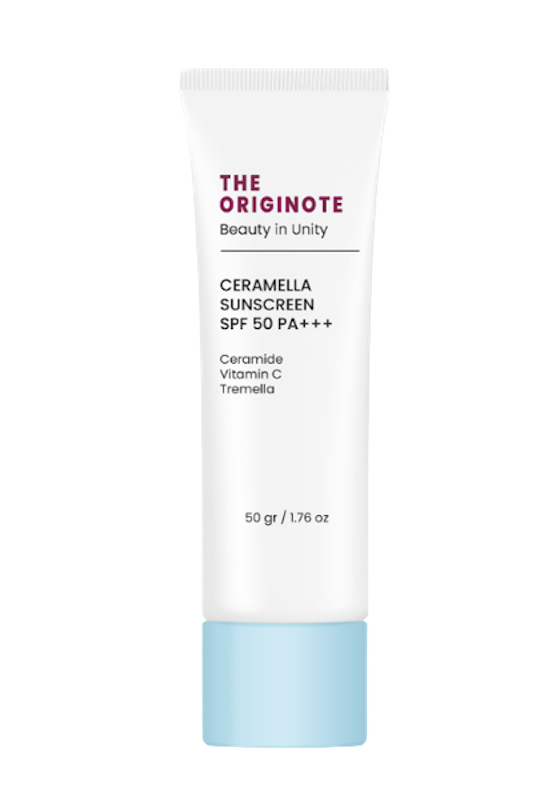 THE
ORIGINOTE
Beauty in Unity
CERAMELLA
SUNSCREEN
SPF 50 PA+++
Ceramide
Vitamin C
Tremella
50 gr / 1.76 oz